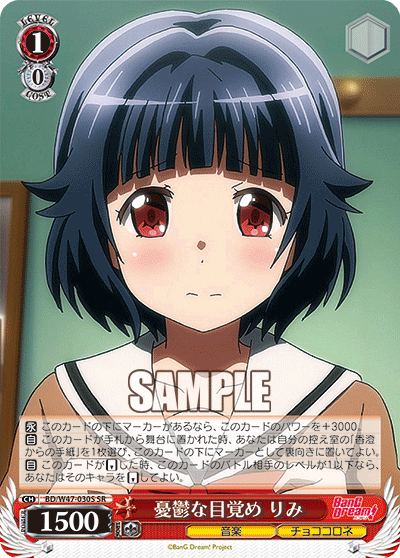 LEVEL
1
0
COST
SAMPLE
永 このカードの下にマーカーがあるなら、このカードのパワーを＋3000。
自 このカードが手札から舞台に置かれた時、あなたは自分の控え室の「香澄
からの手紙」を1枚選び、このカードの下にマーカーとして裏向きに置いてよい。
自 このカードが【】した時、このカードのバトル相手のレベルが1以下なら、
あなたはそのキャラを【】してよい。
CH BD/W47-030S SR
1500
憂鬱な目覚め りみ
BanG Dream!
音楽
チョココロネ
©BanG Dream! Project